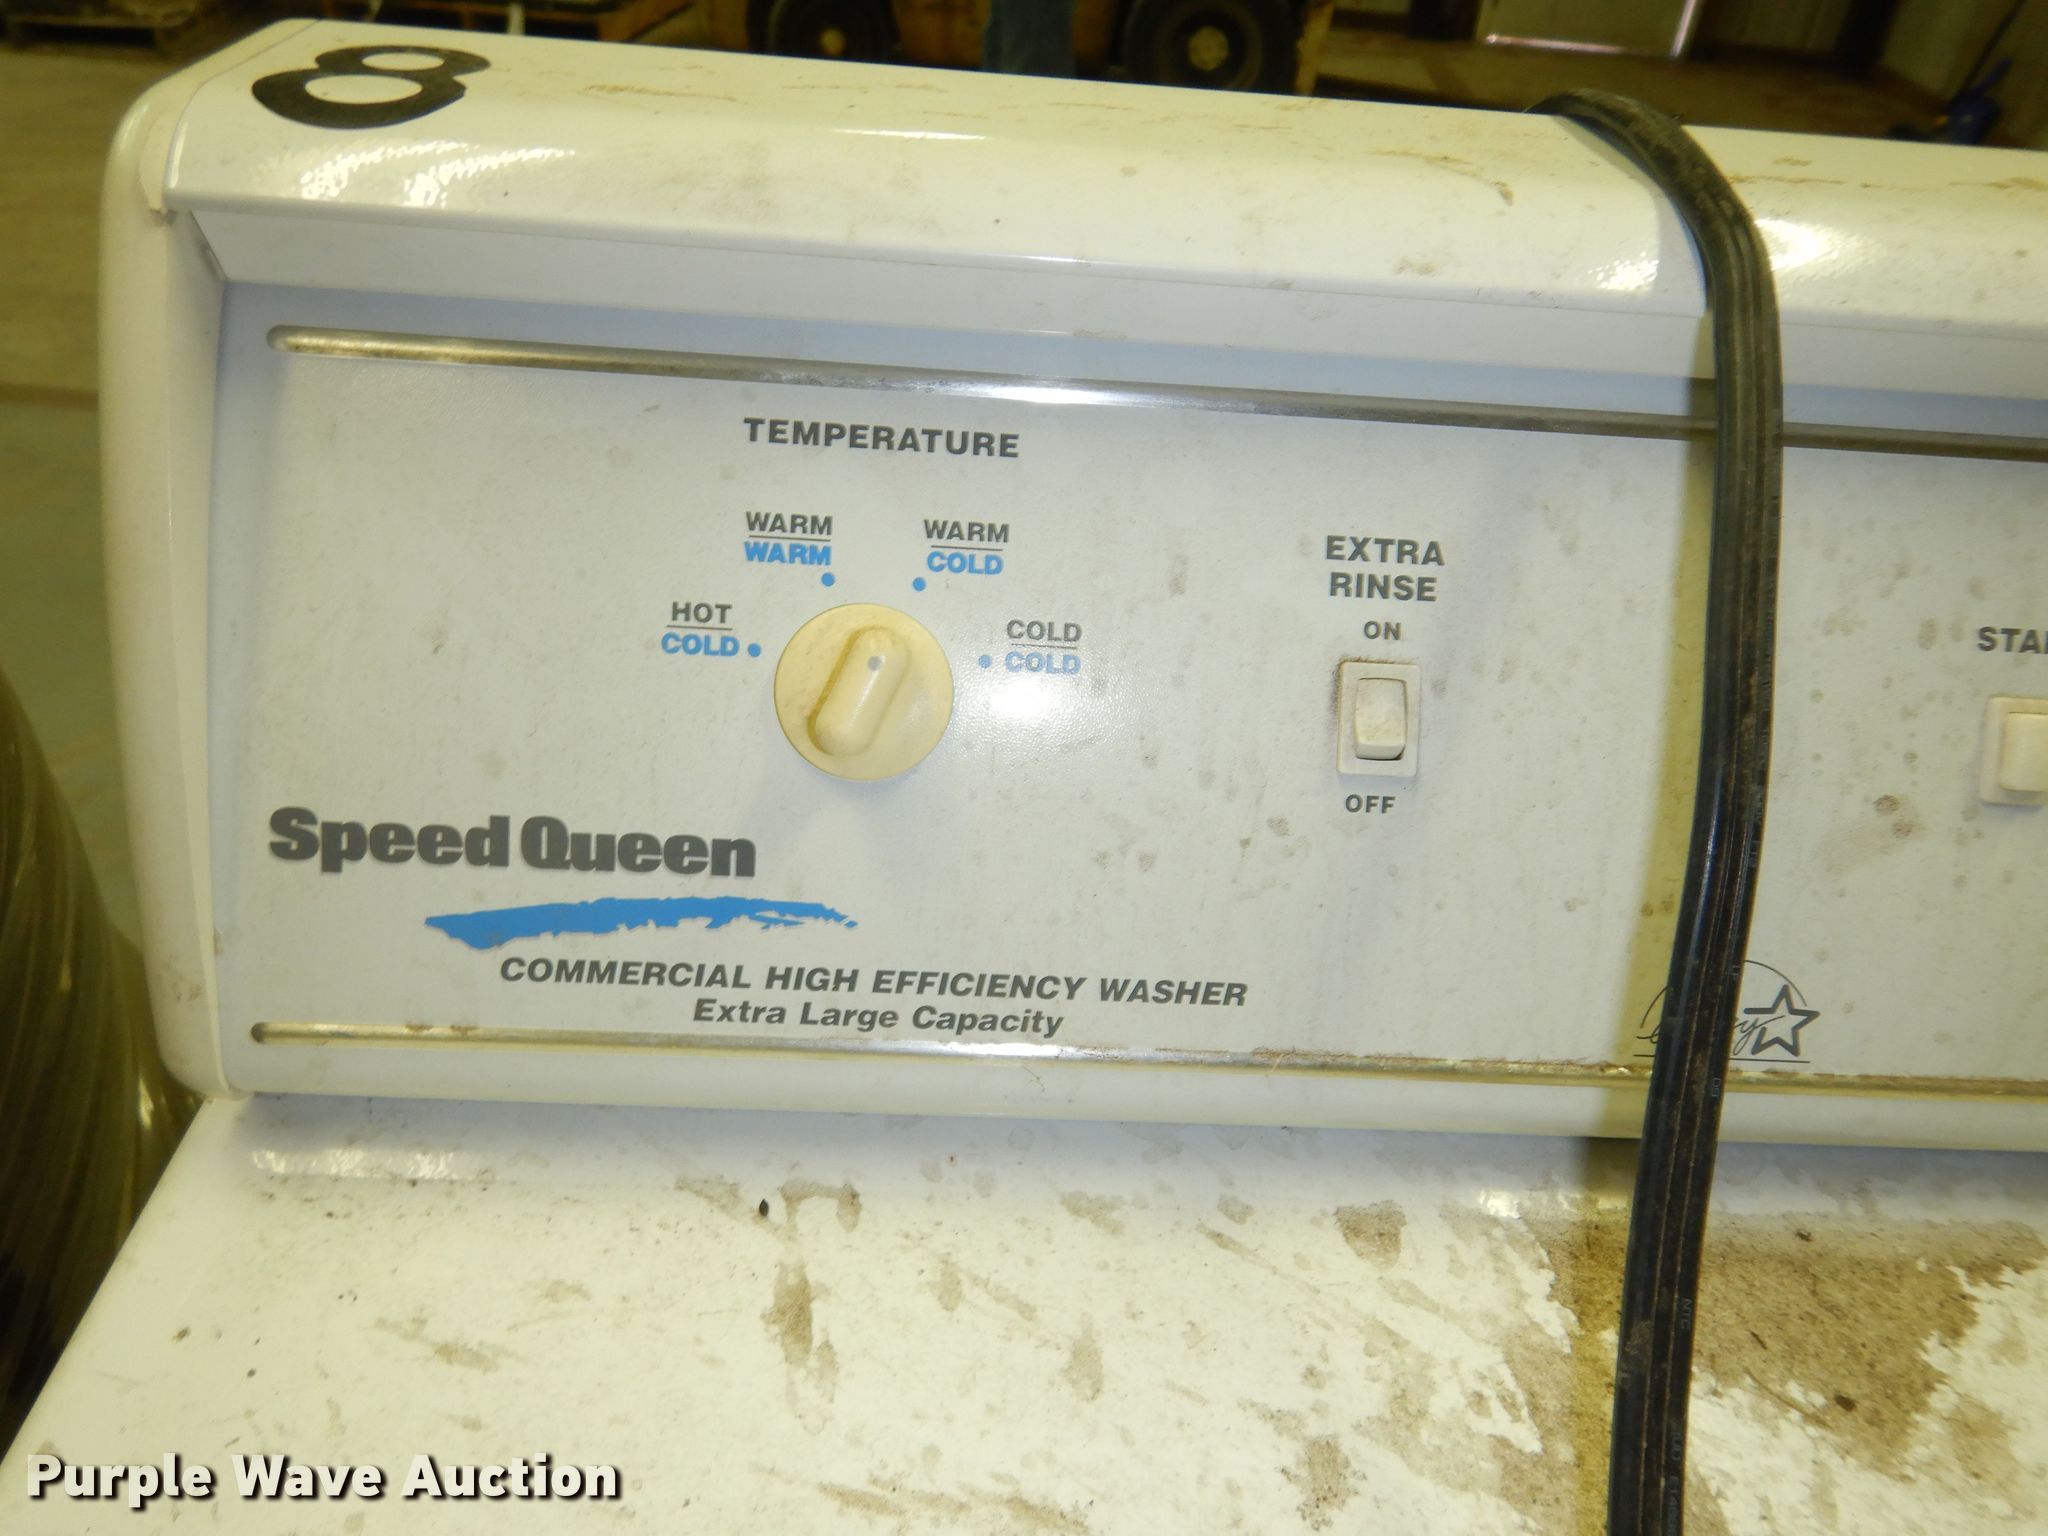 8
TEMPERATURE
WARM
WARM
WARM
COLD
HOT
COLD
COLD
COLD
EXTRA
RINSE
ON
OFF
Speed Queen
COMMERCIAL HIGH EFFICIENCY WASHER
Extra Large Capacity
Purple Wave Auction